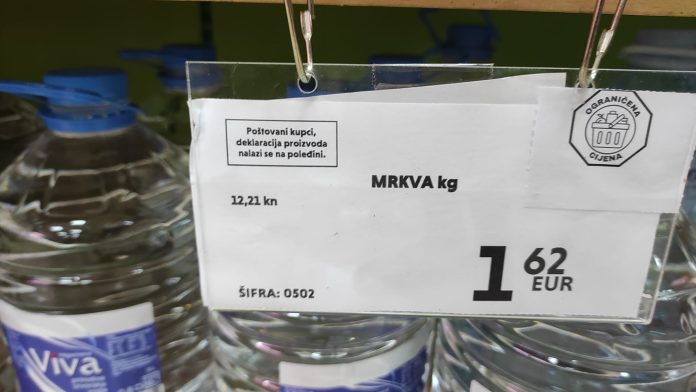 Poštovani kupci,
deklaracija proizvoda
nalazi se na poleđini.
OGRANIČENA
CIJENA
MRKVA kg
12,21 kn
1 62
EUR
ŠIFRA: 0502
Viva